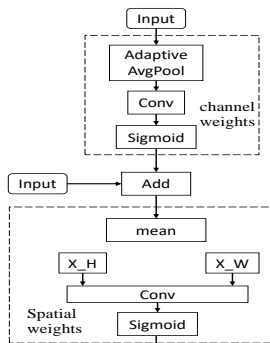 Input
Adaptive
AvgPool
Conv
channel
weights
Sigmoid
Input
Add
mean
X_H
X_W
Conv
Spatial
weights
Sigmoid